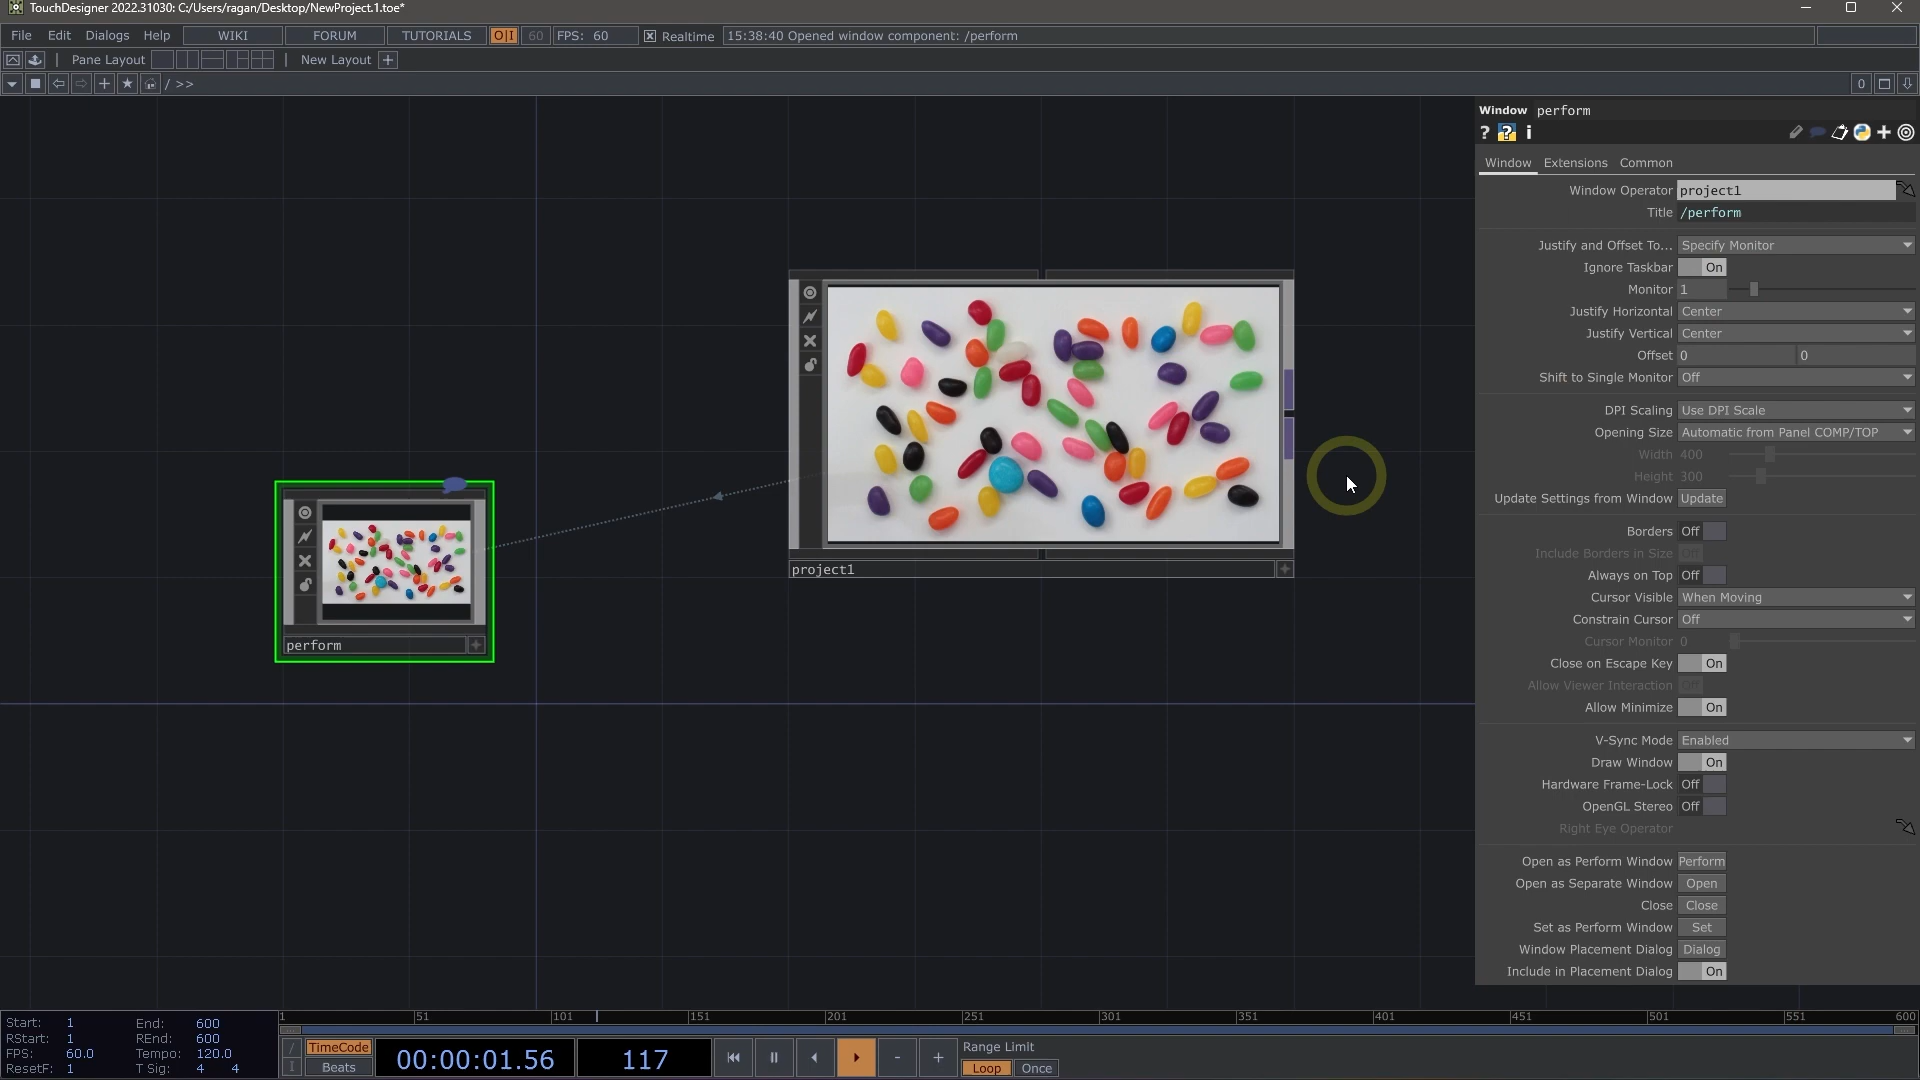 TouchDesigner 2022.31030: C:/Users/ragan/Desktop/NewProject.1.toe*
File Edit Dialogs Help WIKI FORUM TUTORIALS O|I 60 FPS: 60 Realtime 15:38:40 Opened window component: /perform
Pane Layout New Layout +
/ >> 0
Window perform
? ? i
Window Extensions Common
Window Operator project1
Title /perform
Justify and Offset To... Specify Monitor
Ignore Taskbar On
Monitor 1
Justify Horizontal Center
Justify Vertical Center
Offset 0 0
Shift to Single Monitor Off
DPI Scaling Use DPI Scale
Opening Size Automatic from Panel COMP/TOP
Width 400
Height 300
Update Settings from Window Update
Borders Off
Include Borders in Size Off
Always on Top Off
Cursor Visible When Moving
Constrain Cursor Off
Cursor Monitor 0
Close on Escape Key On
Allow Viewer Interaction Off
Allow Minimize On
V-Sync Mode Enabled
Draw Window On
Hardware Frame-Lock Off
OpenGL Stereo Off
Right Eye Operator
Open as Perform Window Perform
Open as Separate Window Open
Close Close
Set as Perform Window Set
Window Placement Dialog Dialog
Include in Placement Dialog On
project1
perform
1 51 101 151 201 251 301 351 401 451 501 551 600
Start: 1 End: 600
RStart: 1 REnd: 600
FPS: 60.0 Tempo: 120.0
ResetF: 1 T Sig: 4 4
TimeCode
Beats
00:00:01.56
117
- +
Range Limit
Loop Once